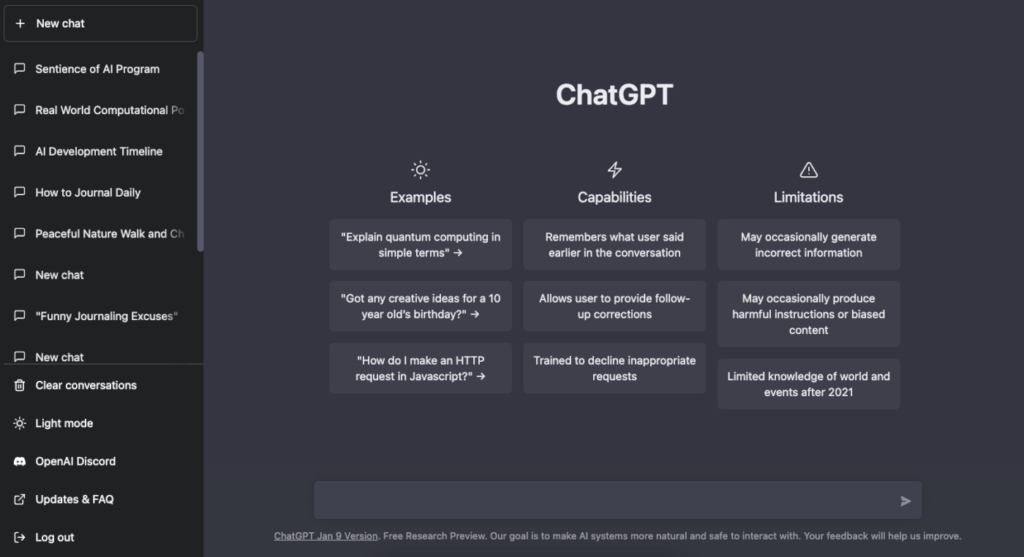 New chat
Sentience of AI Program
Real World Computational Po
AI Development Timeline
How to Journal Daily
Peaceful Nature Walk and Ch
New chat
"Funny Journaling Excuses"
New chat
Clear conversations
Light mode
OpenAI Discord
Updates & FAQ
Log out
ChatGPT
Examples
"Explain quantum computing in
simple terms" →
"Got any creative ideas for a 10
year old's birthday?" →
"How do I make an HTTP
request in Javascript?" →
Capabilities
Remembers what user said
earlier in the conversation
Allows user to provide follow-
up corrections
Trained to decline inappropriate
requests
Limitations
May occasionally generate
incorrect information
May occasionally produce
harmful instructions or biased
content
Limited knowledge of world and
events after 2021
ChatGPT Jan 9 Version. Free Research Preview. Our goal is to make AI systems more natural and safe to interact with. Your feedback will help us improve.